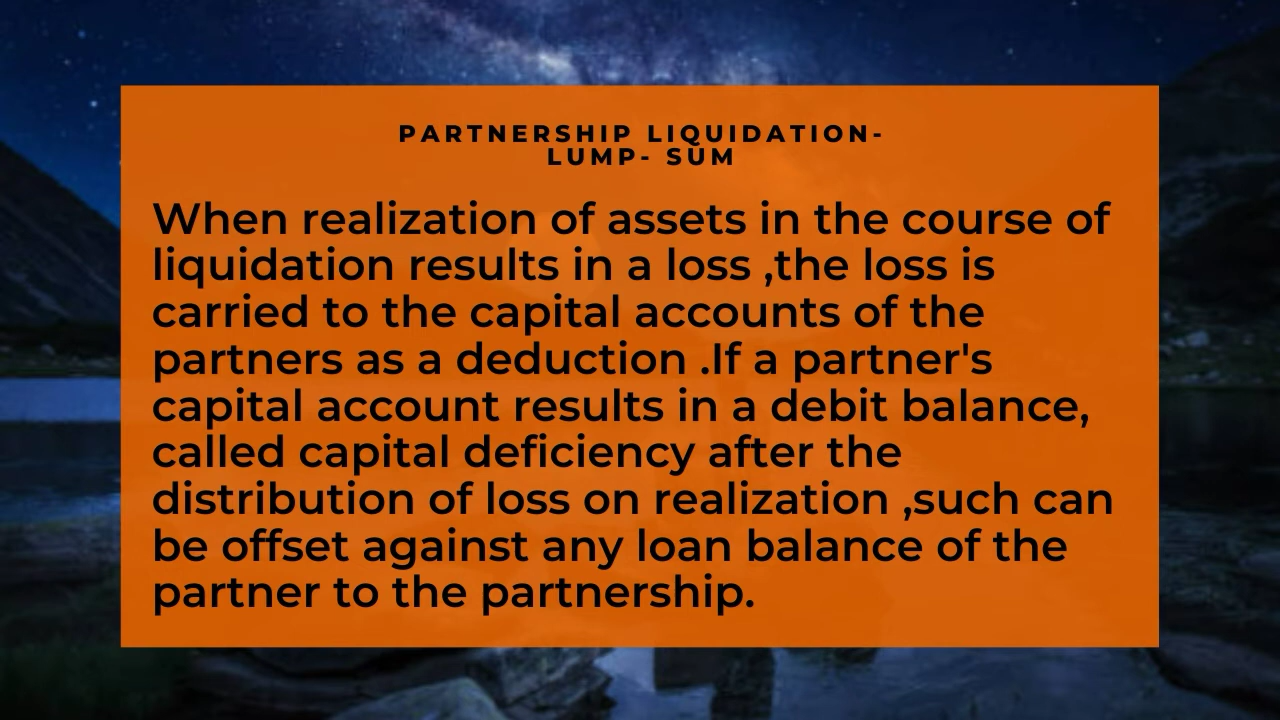 PARTNERSHIP LIQUIDATION-
LUMP- SUM
When realization of assets in the course of
liquidation results in a loss ,the loss is
carried to the capital accounts of the
partners as a deduction .If a partner's
capital account results in a debit balance,
called capital deficiency after the
distribution of loss on realization ,such can
be offset against any loan balance of the
partner to the partnership.